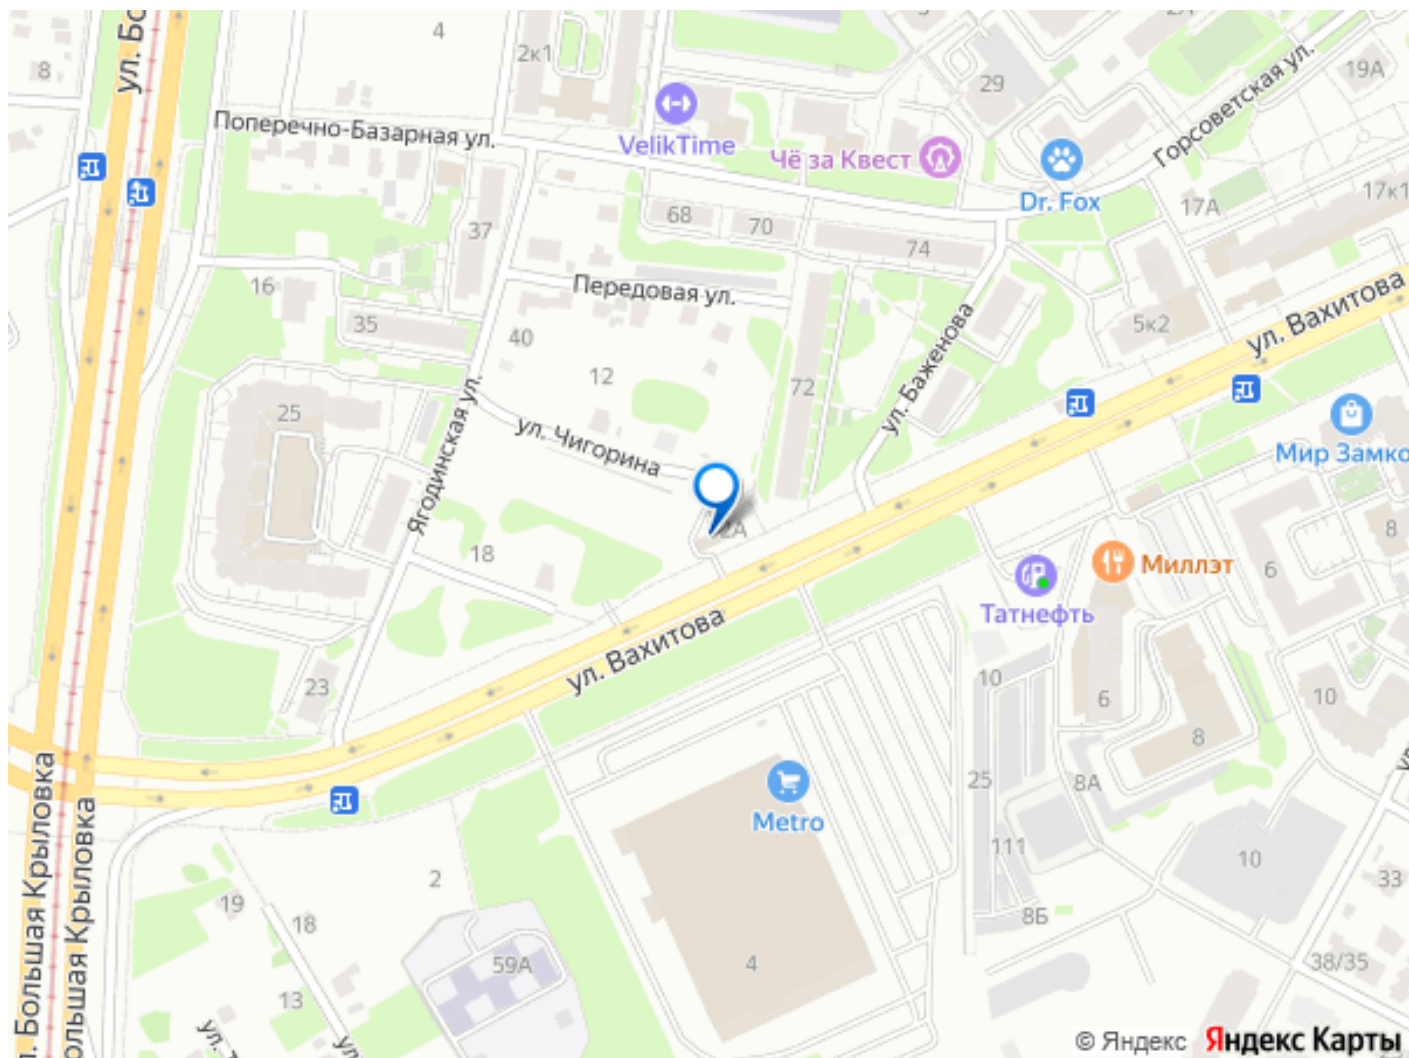 ул. Бо
4
2к1
29
19А
8
Поперечно-Базарная ул.
VelikTime
Чё за Квест
Горсоветская ул.
Dr. Fox
17А
17к1
37
68
70
74
16
Передовая ул.
35
40
5к2
ул. Вахитова
12
72
ул. Баженова
25
Ягодинская ул.
ул. Чигорина
Мир Замко
2А
8
18
Татнефть
Миллэт
6
ул. Вахитова
23
10
6
10
8
Metro
25
8А
111
10
2
33
19
18
8Б
59А
4
38/35
13
л. Большая Крыловка
ольшая Крыловка
ул.
© Яндекс
Яндекс Карты